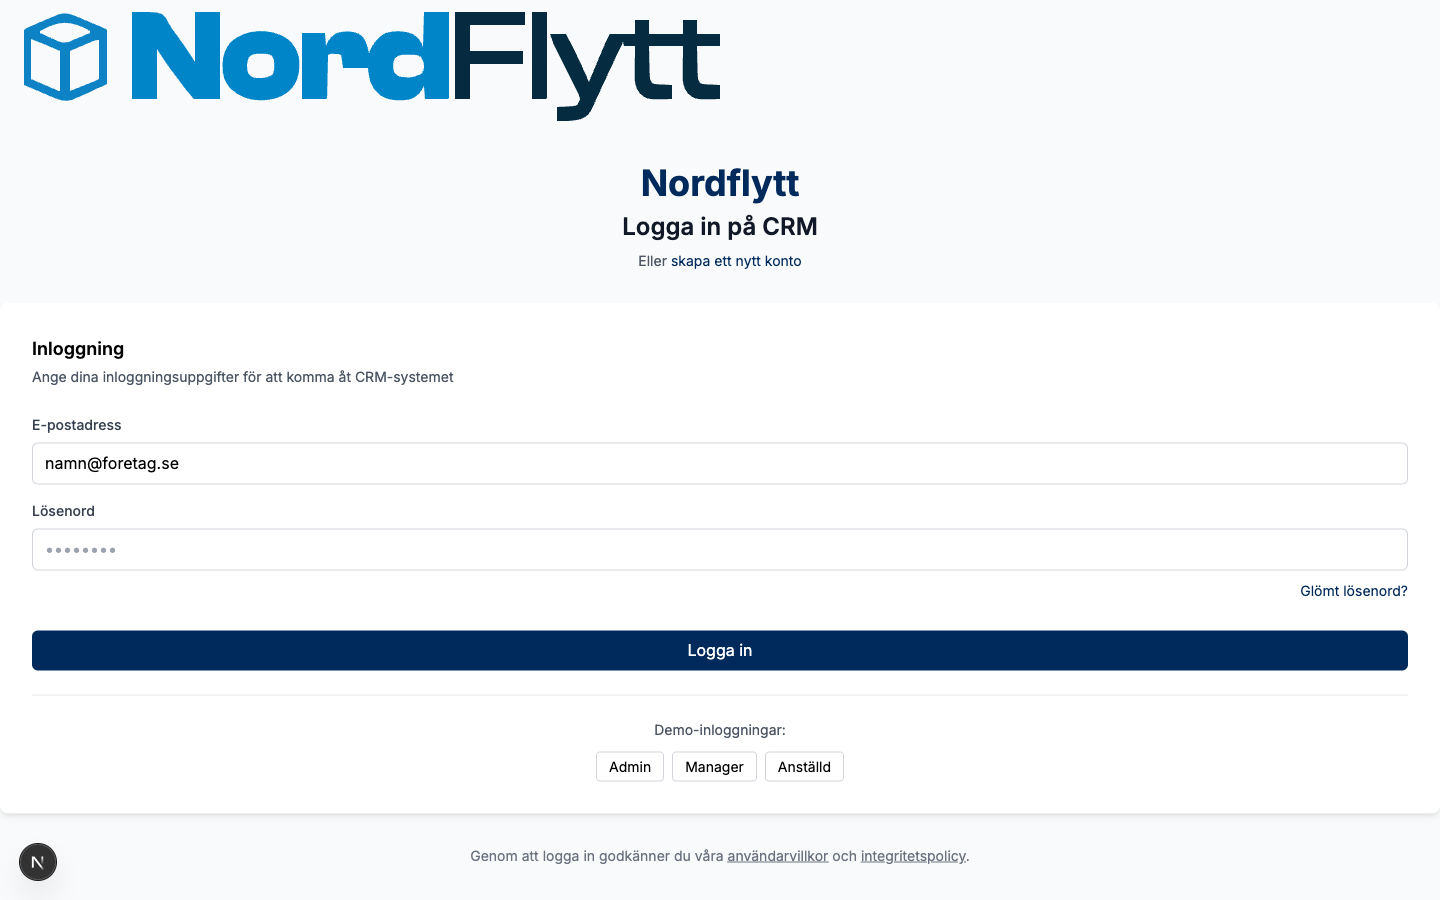 NordFlytt
Nordflytt
Logga in på CRM
Eller skapa ett nytt konto
Inloggning
Ange dina inloggningsuppgifter för att komma åt CRM-systemet
E-postadress
namn@foretag.se
Lösenord
••••••••
Glömt lösenord?
Logga in
Demo-inloggningar:
Admin Manager Anställd
Genom att logga in godkänner du våra användarvillkor och integritetspolicy.
N